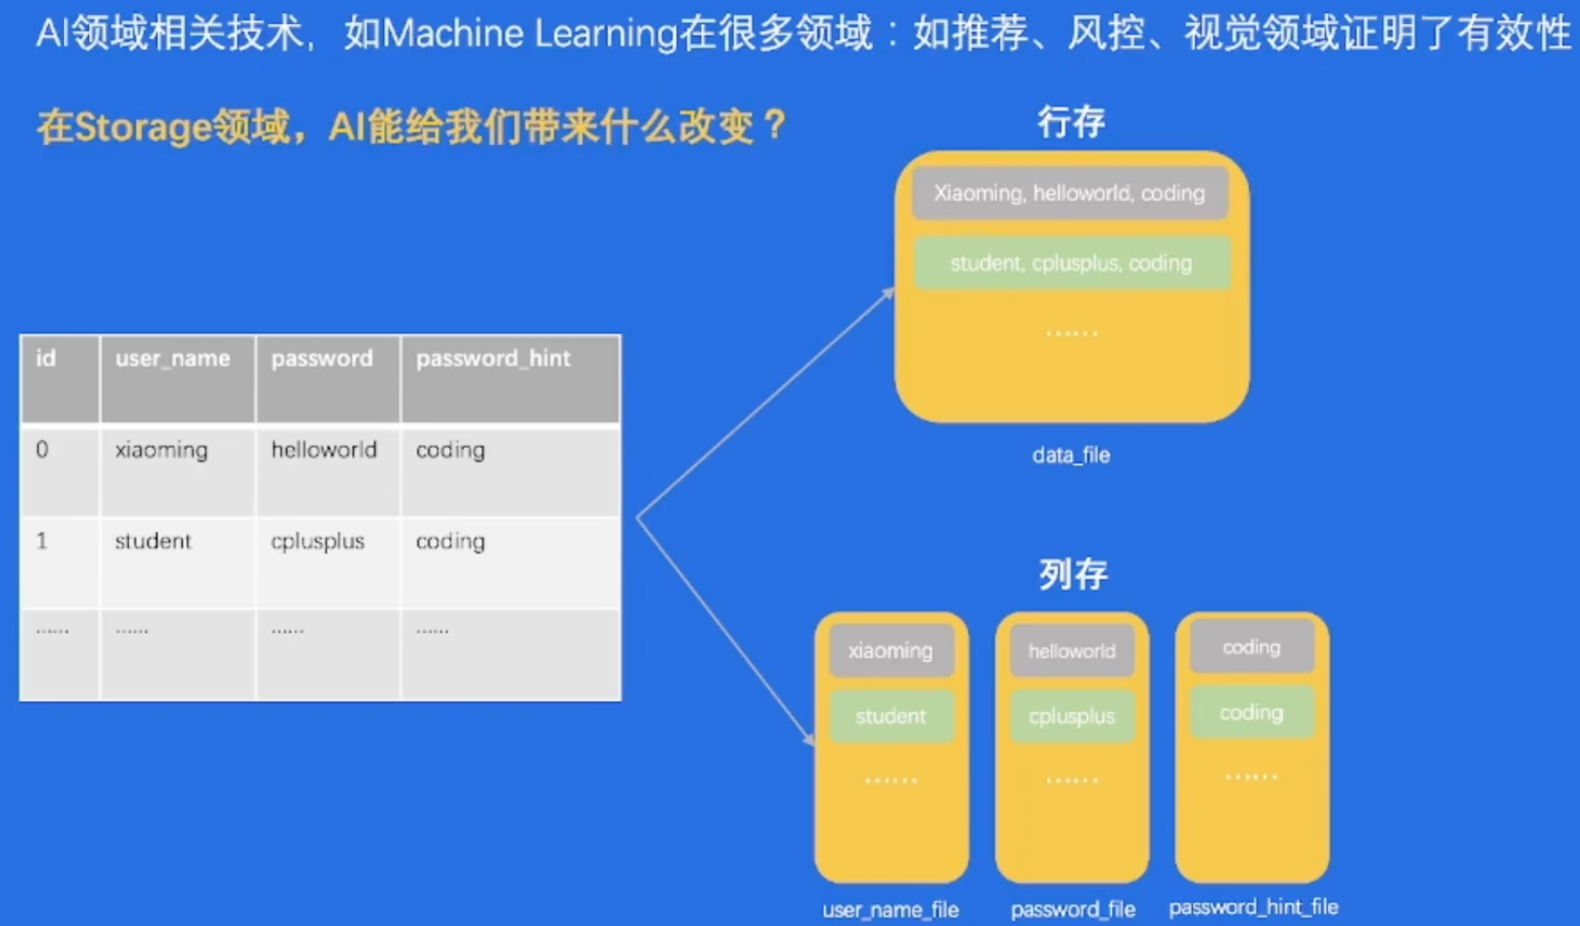 AI领域相关技术，如Machine Learning在很多领域：如推荐、风控、视觉领域证明了有效性
在Storage领域，AI能给我们带来什么改变？
行存
Xiaoming, helloworld, coding
student, cplusplus, coding
......
data_file
id user_name password password_hint
0 xiaoming helloworld coding
1 student cplusplus coding
...... ...... ...... ......
列存
xiaoming helloworld coding
student cplusplus coding
...... ...... ......
user_name_file password_file password_hint_file